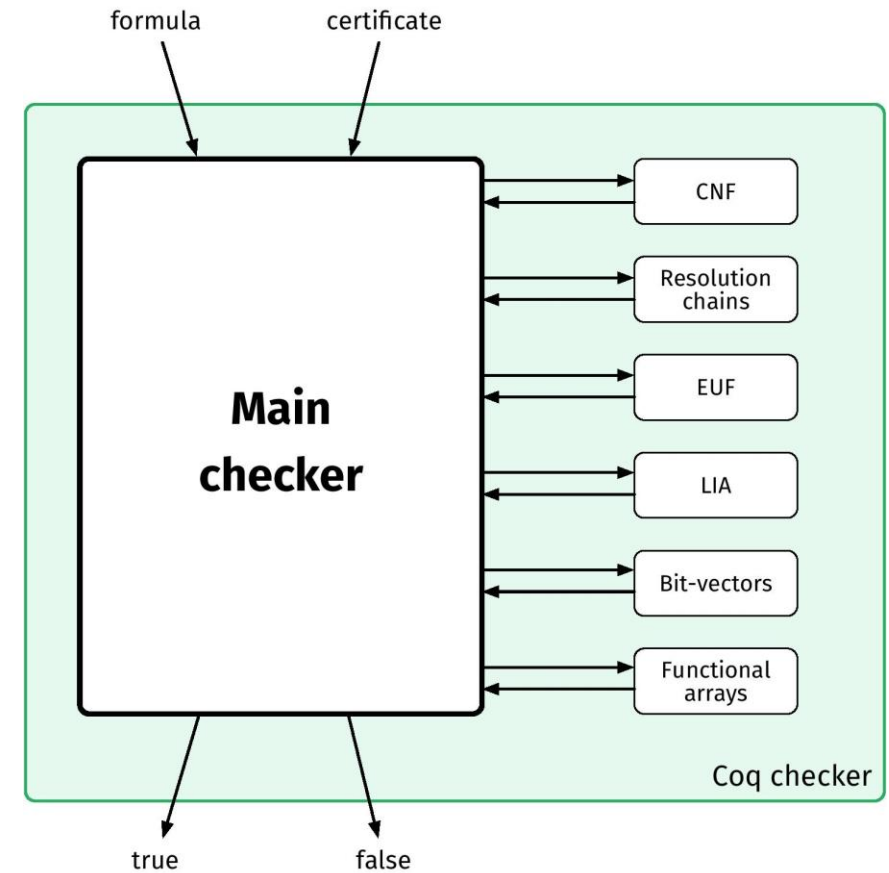 formula
certificate
Main
checker
CNF
Resolution
chains
EUF
LIA
Bit-vectors
Functional
arrays
Coq checker
true
false